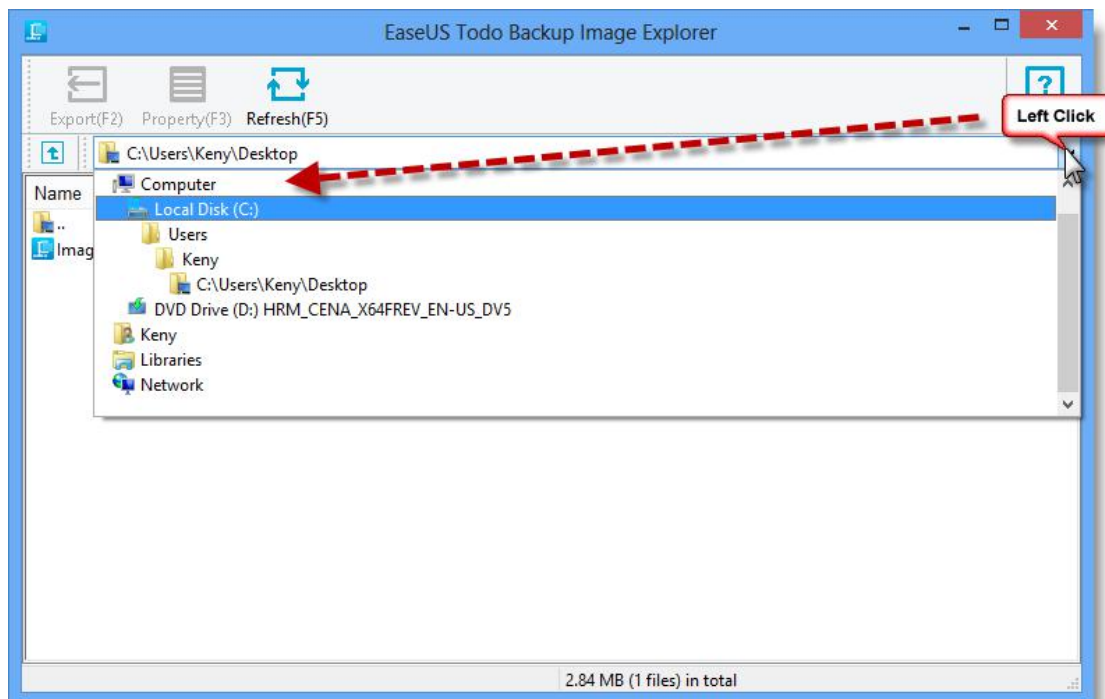 EaseUS Todo Backup Image Explorer
Export(F2) Property(F3) Refresh(F5)
?
Left Click
C:\Users\Keny\Desktop
Name
Computer
Local Disk (C:)
..
Users
Imag
Keny
C:\Users\Keny\Desktop
DVD Drive (D:) HRM_CENA_X64FREV_EN-US_DV5
Keny
Libraries
Network
2.84 MB (1 files) in total